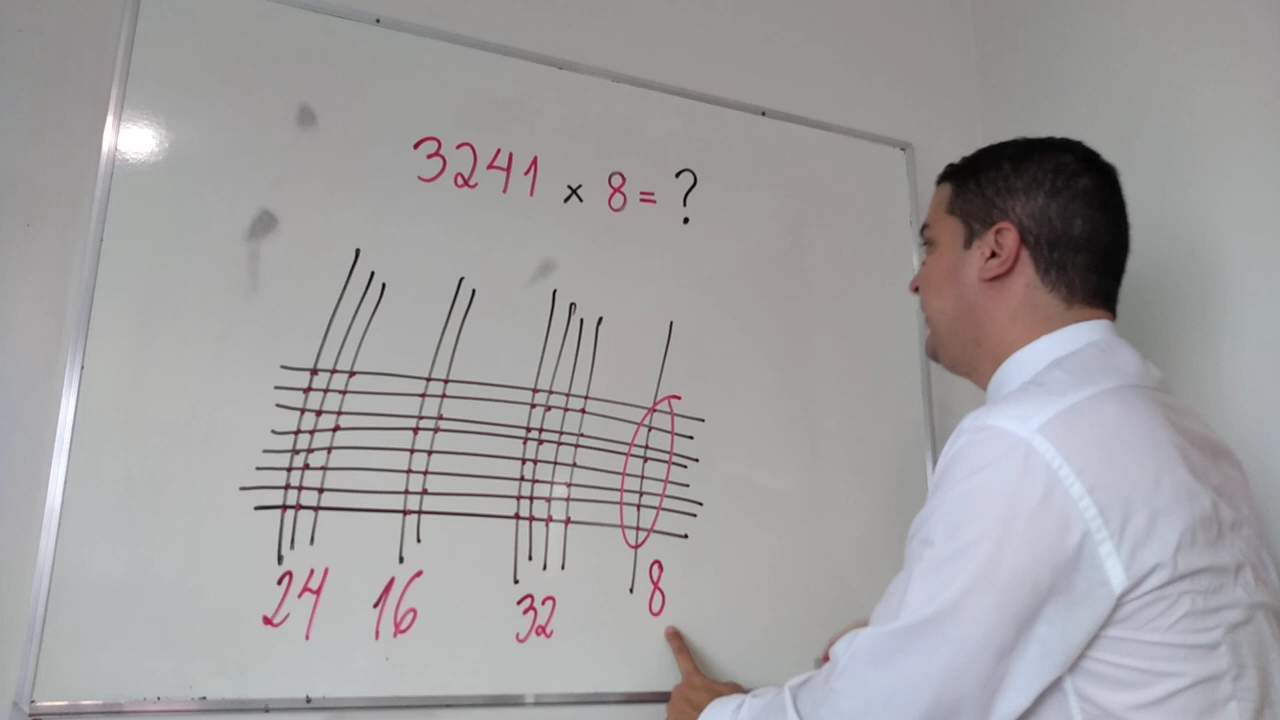 3241 × 8 = ?
24 16 32 8